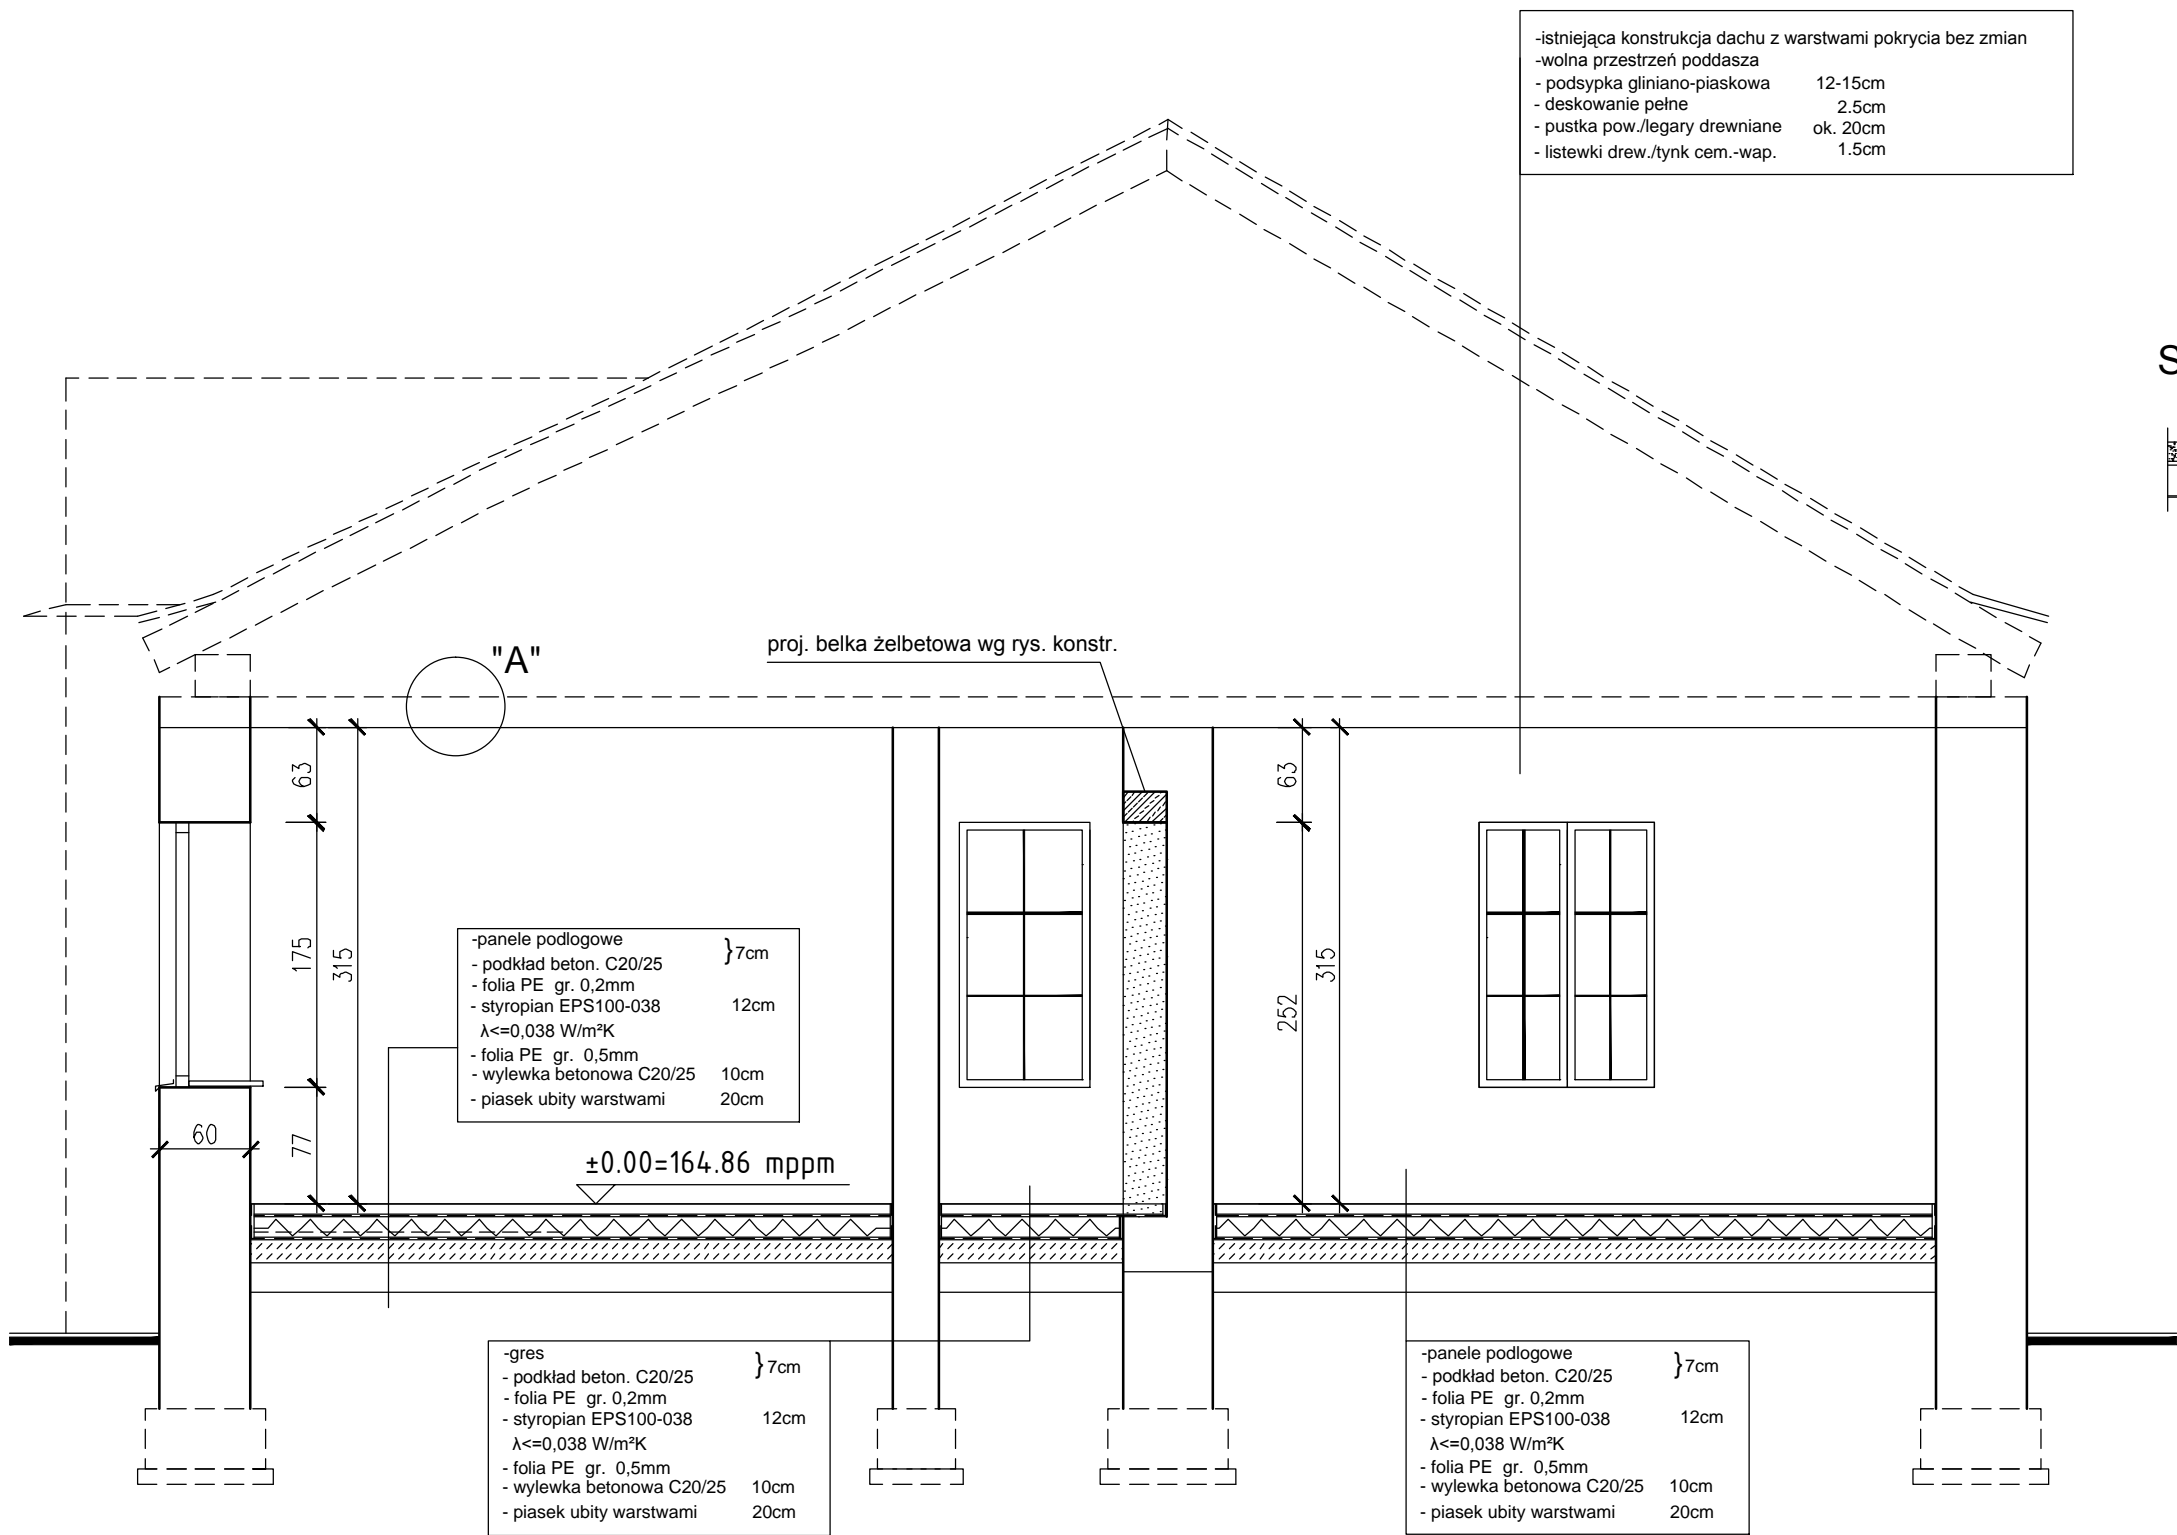 -istniejąca konstrukcja dachu z warstwami pokrycia bez zmian
-wolna przestrzeń poddasza
- podsypka gliniano-piaskowa 12-15cm
- deskowanie pełne 2.5cm
- pustka pow./legary drewniane ok. 20cm
- listewki drew./tynk cem.-wap. 1.5cm
S
"A"
proj. belka żelbetowa wg rys. konstr.
63
175
315
77
60
63
252
315
-panele podlogowe }7cm
- podkład beton. C20/25
- folia PE gr. 0,2mm
- styropian EPS100-038 12cm
λ<=0,038 W/m²K
- folia PE gr. 0,5mm
- wylewka betonowa C20/25 10cm
- piasek ubity warstwami 20cm
±0.00=164.86 mppm
-gres }7cm
- podkład beton. C20/25
- folia PE gr. 0,2mm
- styropian EPS100-038 12cm
λ<=0,038 W/m²K
- folia PE gr. 0,5mm
- wylewka betonowa C20/25 10cm
- piasek ubity warstwami 20cm
-panele podlogowe }7cm
- podkład beton. C20/25
- folia PE gr. 0,2mm
- styropian EPS100-038 12cm
λ<=0,038 W/m²K
- folia PE gr. 0,5mm
- wylewka betonowa C20/25 10cm
- piasek ubity warstwami 20cm